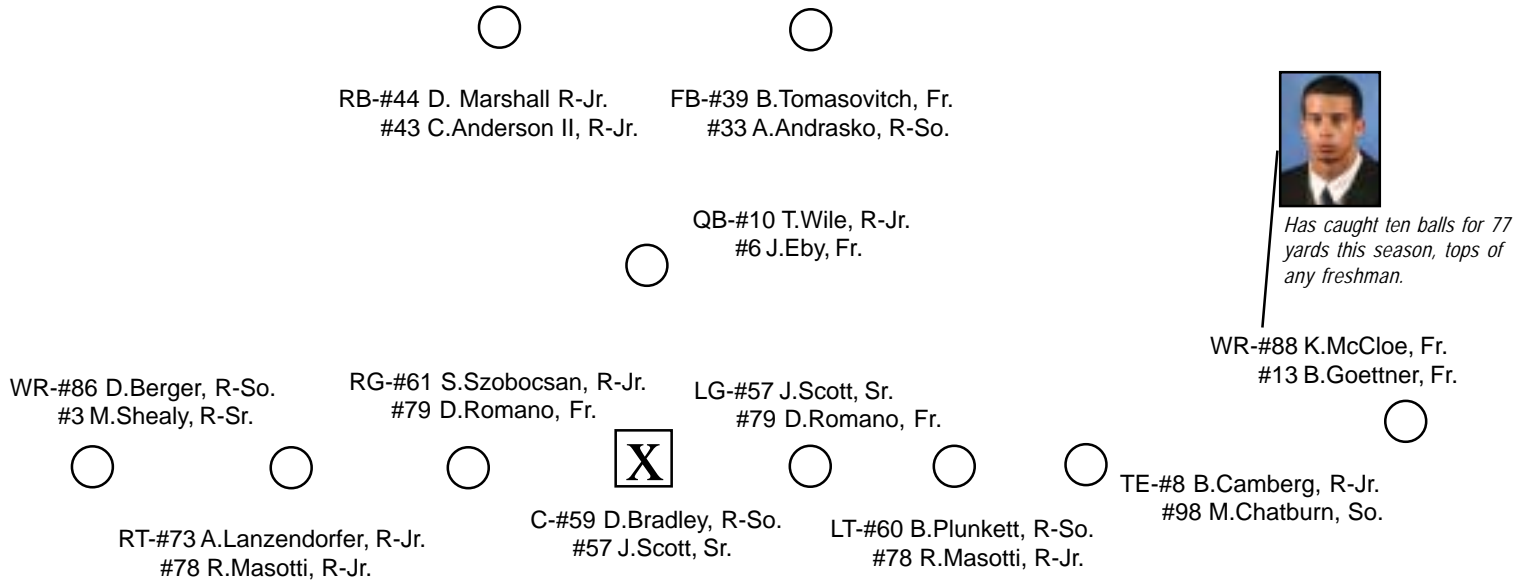 RB-#44 D. Marshall R-Jr.
#43 C.Anderson II, R-Jr.
FB-#39 B.Tomasovitch, Fr.
#33 A.Andrasko, R-So.
QB-#10 T.Wile, R-Jr.
#6 J.Eby, Fr.
Has caught ten balls for 77
yards this season, tops of
any freshman.
WR-#88 K.McCloe, Fr.
#13 B.Goettner, Fr.
WR-#86 D.Berger, R-So.
#3 M.Shealy, R-Sr.
RG-#61 S.Szobocsan, R-Jr.
#79 D.Romano, Fr.
LG-#57 J.Scott, Sr.
#79 D.Romano, Fr.
X
TE-#8 B.Camberg, R-Jr.
#98 M.Chatburn, So.
RT-#73 A.Lanzendorfer, R-Jr.
#78 R.Masotti, R-Jr.
C-#59 D.Bradley, R-So.
#57 J.Scott, Sr.
LT-#60 B.Plunkett, R-So.
#78 R.Masotti, R-Jr.